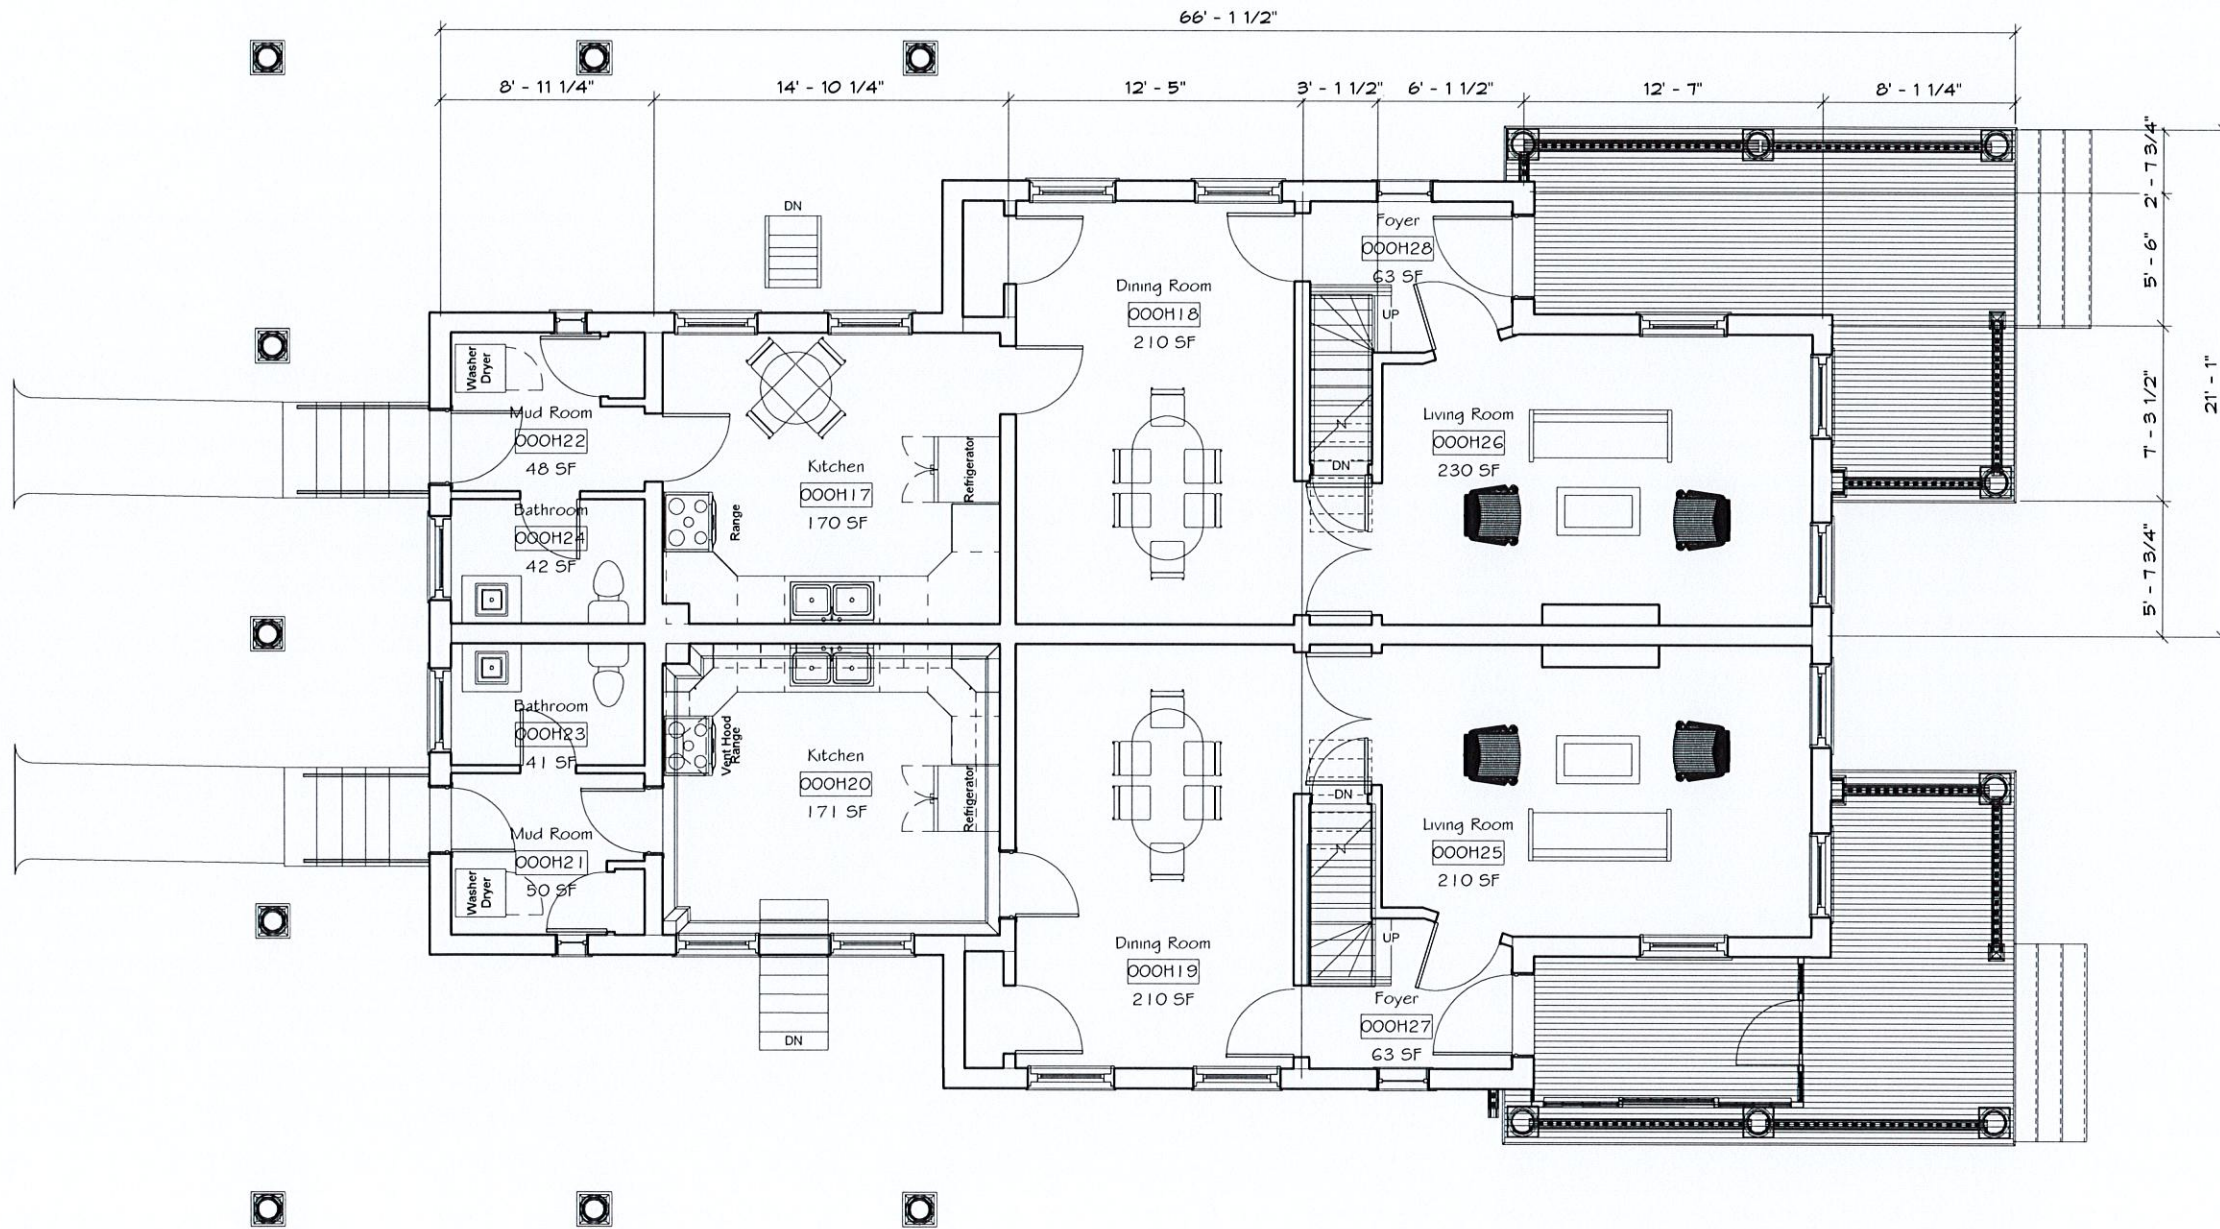 66' - 1 1/2"
8' - 11 1/4"
14' - 10 1/4"
12' - 5"
3' - 1 1/2"
6' - 1 1/2"
12' - 7"
8' - 1 1/4"
2' - 7 3/4"
5' - 6"
7' - 3 1/2"
5' - 7 3/4"
21' - 1"
DN
Foyer
000H28
63 SF
UP
Dining Room
000H18
210 SF
Washer
Dryer
Mud Room
000H22
48 SF
Kitchen
000H17
170 SF
Refrigerator
Range
DN
Living Room
000H26
230 SF
Bathroom
000H24
42 SF
Bathroom
000H23
41 SF
Vent Hood
Range
Kitchen
000H20
171 SF
Refrigerator
DN
Living Room
000H25
210 SF
Mud Room
000H21
50 SF
Washer
Dryer
Dining Room
000H19
210 SF
UP
Foyer
000H27
63 SF
DN